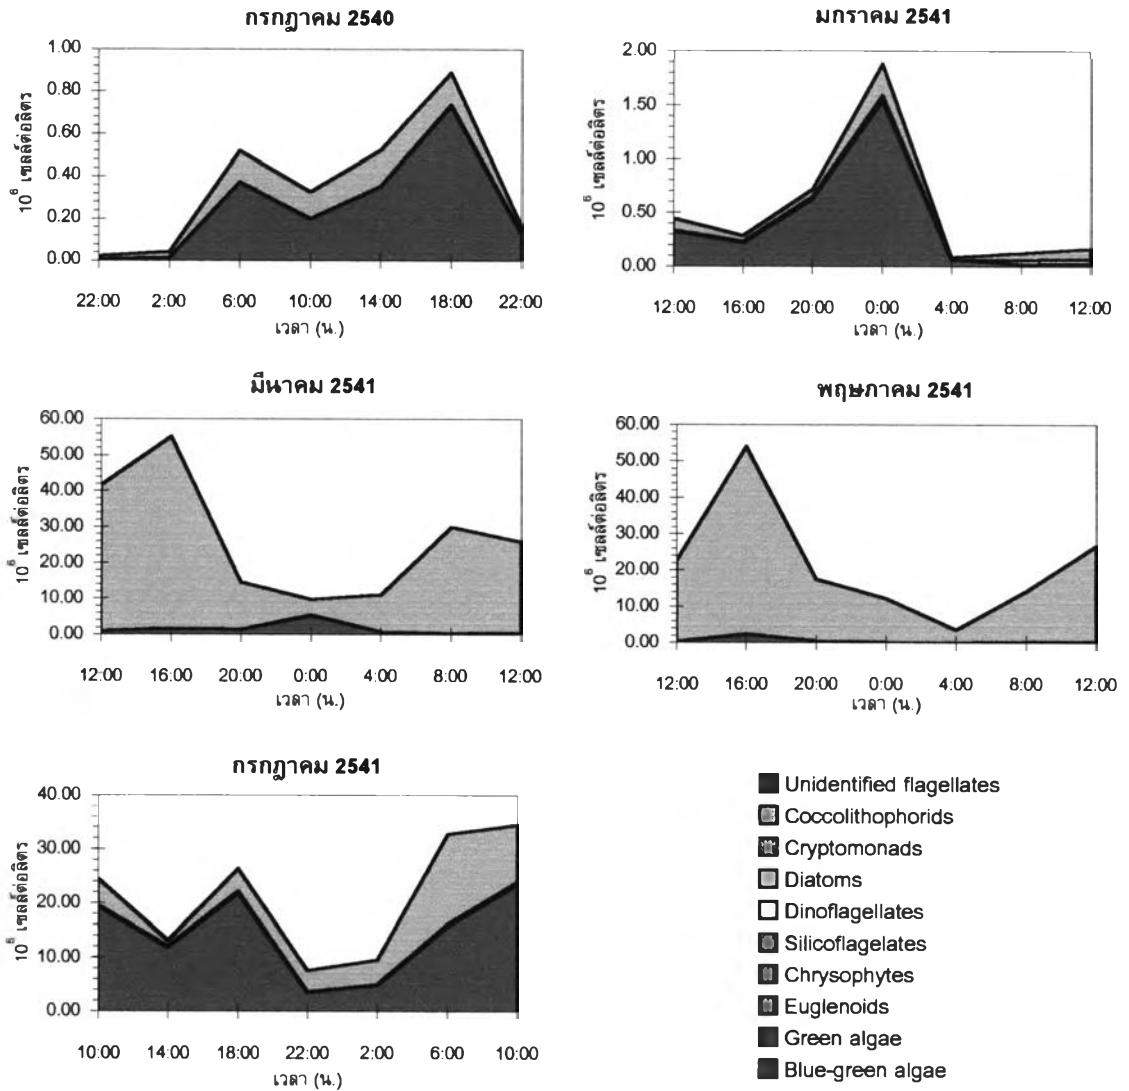 กรกฎาคม 2540
1.00
0.80
0.60
0.40
0.20
0.00
10⁶ เซลล์ต่อลิตร
22:00 2:00 6:00 10:00 14:00 18:00 22:00
เวลา (น.)
มกราคม 2541
2.00
1.50
1.00
0.50
0.00
10⁶ เซลล์ต่อลิตร
12:00 16:00 20:00 0:00 4:00 8:00 12:00
เวลา (น.)
มีนาคม 2541
60.00
50.00
40.00
30.00
20.00
10.00
0.00
10⁶ เซลล์ต่อลิตร
12:00 16:00 20:00 0:00 4:00 8:00 12:00
เวลา (น.)
พฤษภาคม 2541
60.00
50.00
40.00
30.00
20.00
10.00
0.00
10⁶ เซลล์ต่อลิตร
12:00 16:00 20:00 0:00 4:00 8:00 12:00
เวลา (น.)
กรกฎาคม 2541
40.00
30.00
20.00
10.00
0.00
10⁶ เซลล์ต่อลิตร
10:00 14:00 18:00 22:00 2:00 6:00 10:00
เวลา (น.)
Unidentified flagellates
Coccolithophorids
Cryptomonads
Diatoms
Dinoflagellates
Silicoflagelates
Chrysophytes
Euglenoids
Green algae
Blue-green algae